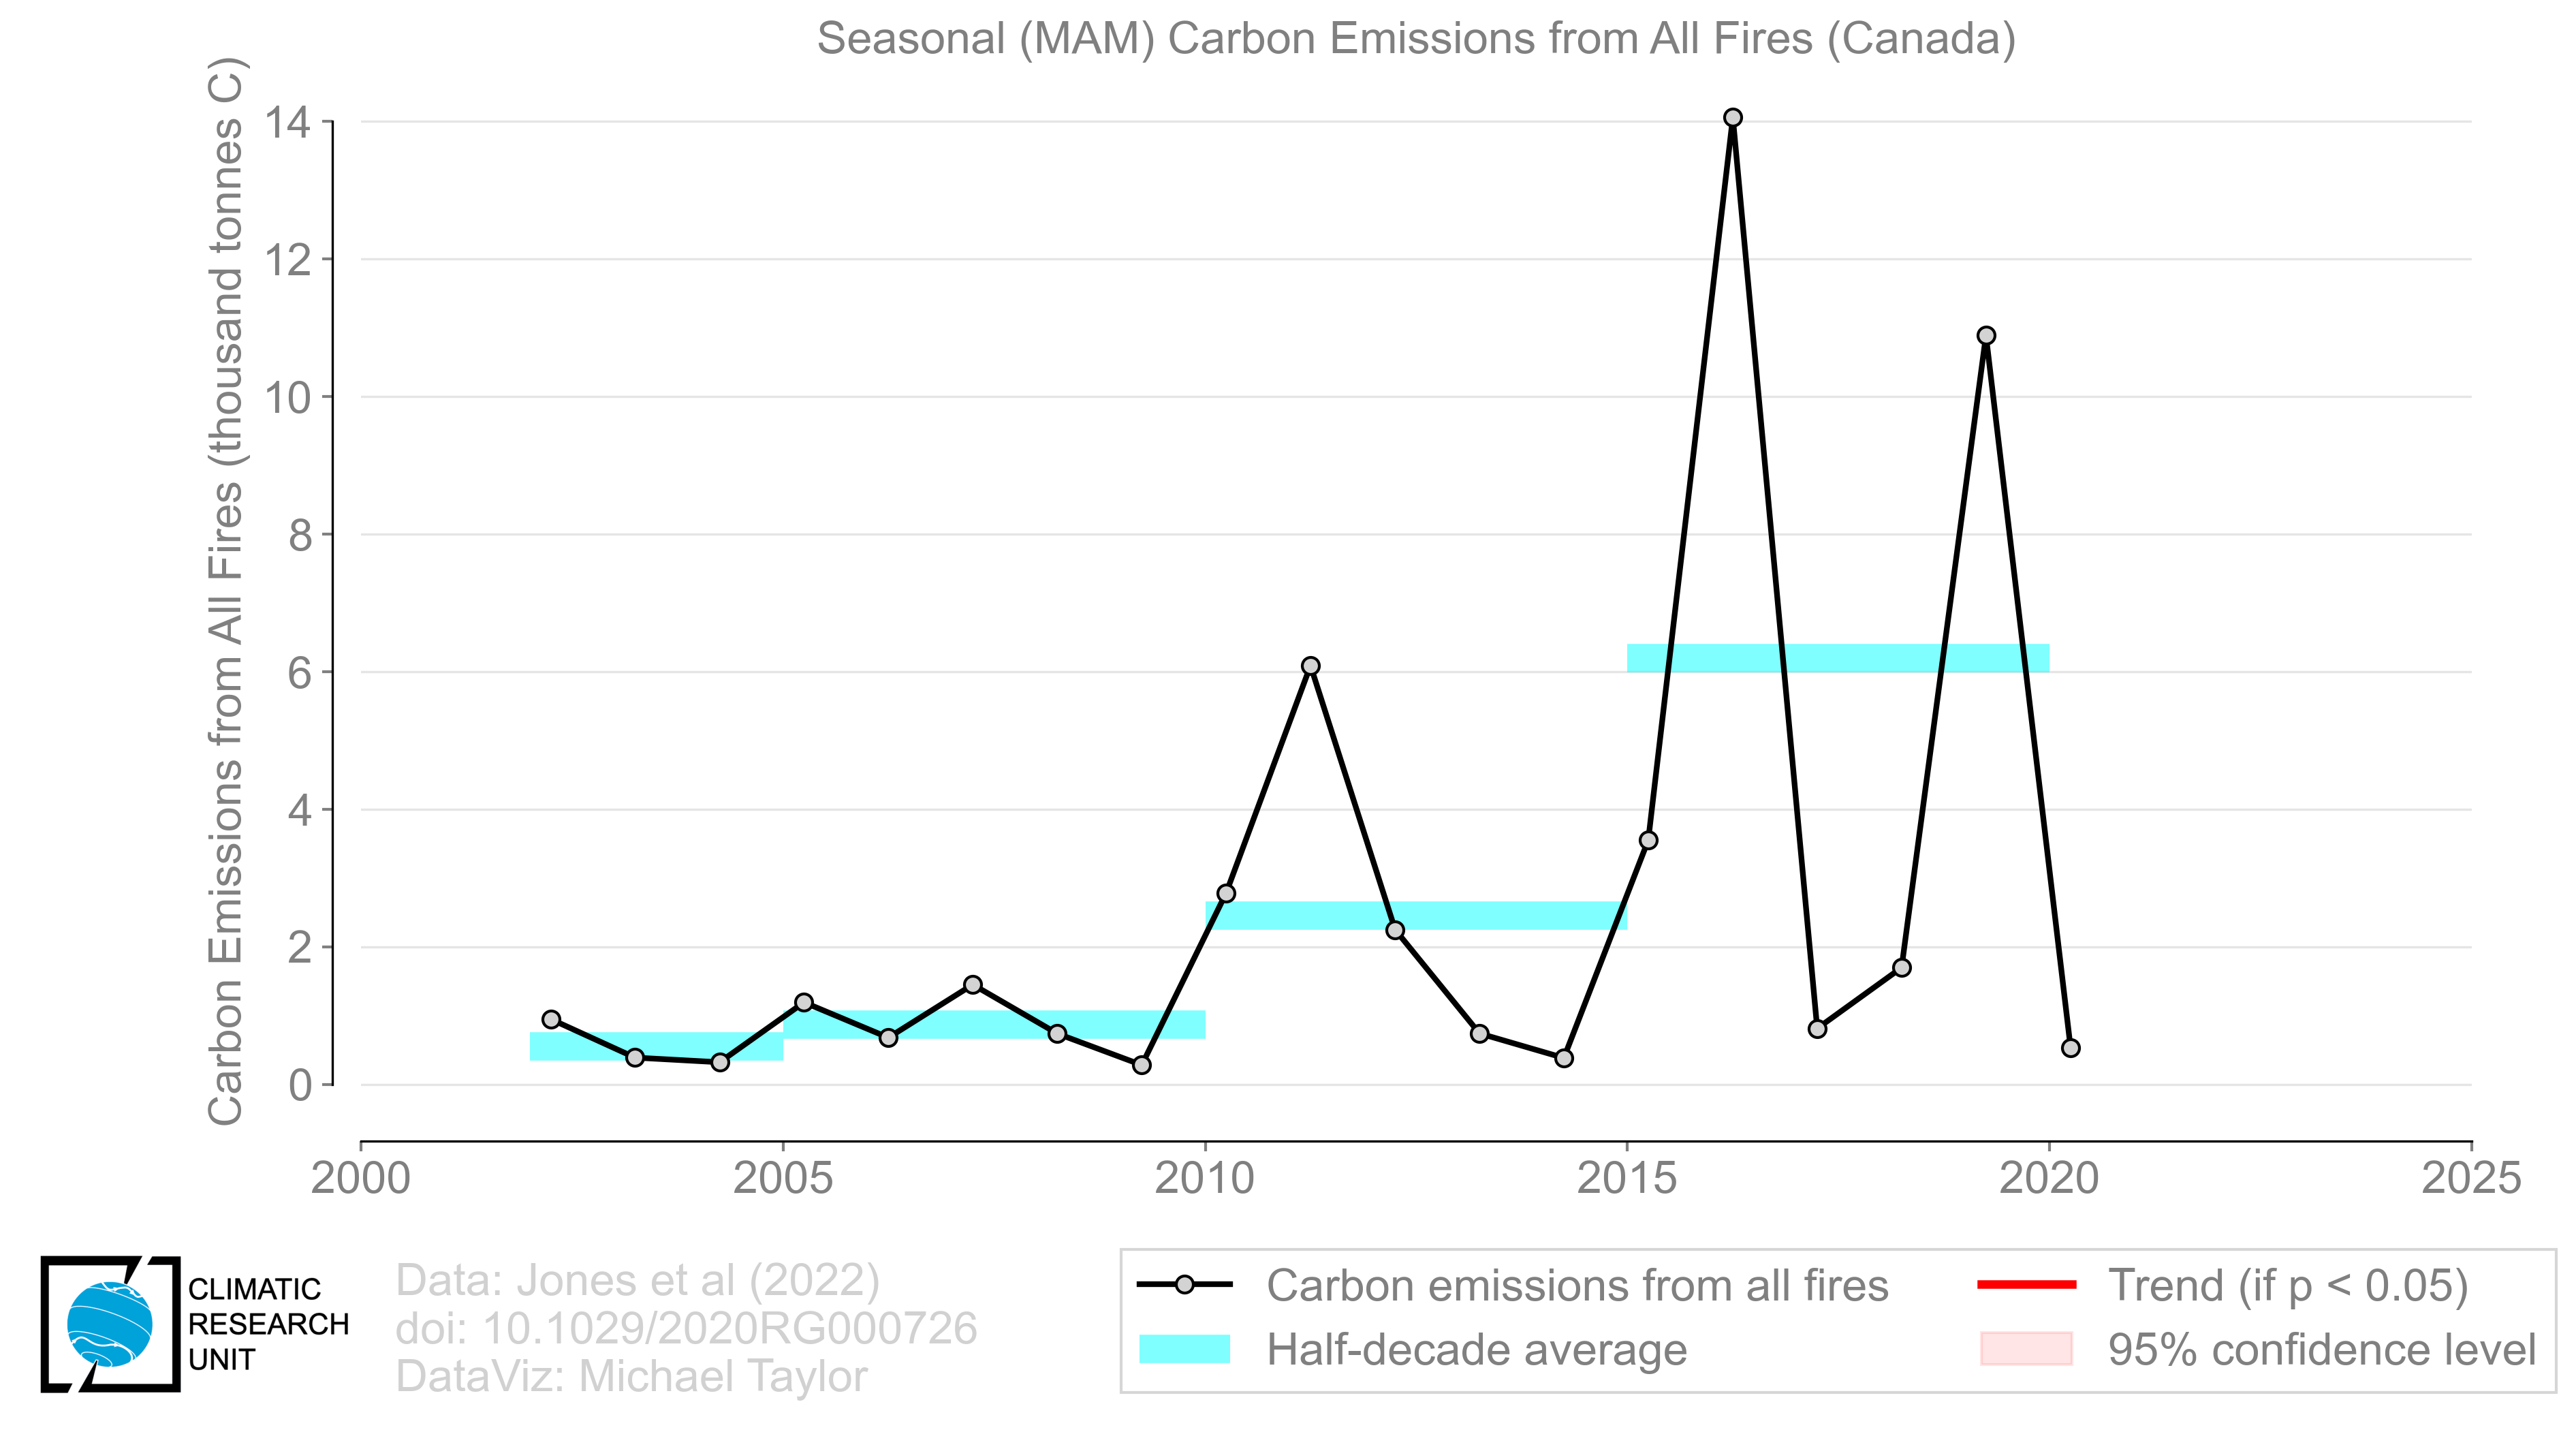 Seasonal (MAM) Carbon Emissions from All Fires (Canada)
Carbon Emissions from All Fires (thousand tonnes C)
14
12
10
8
6
4
2
0
2000
2005
2010
2015
2020
2025
CLIMATIC
RESEARCH
UNIT
Data: Jones et al (2022)
doi: 10.1029/2020RG000726
DataViz: Michael Taylor
Carbon emissions from all fires
Half-decade average
Trend (if p < 0.05)
95% confidence level